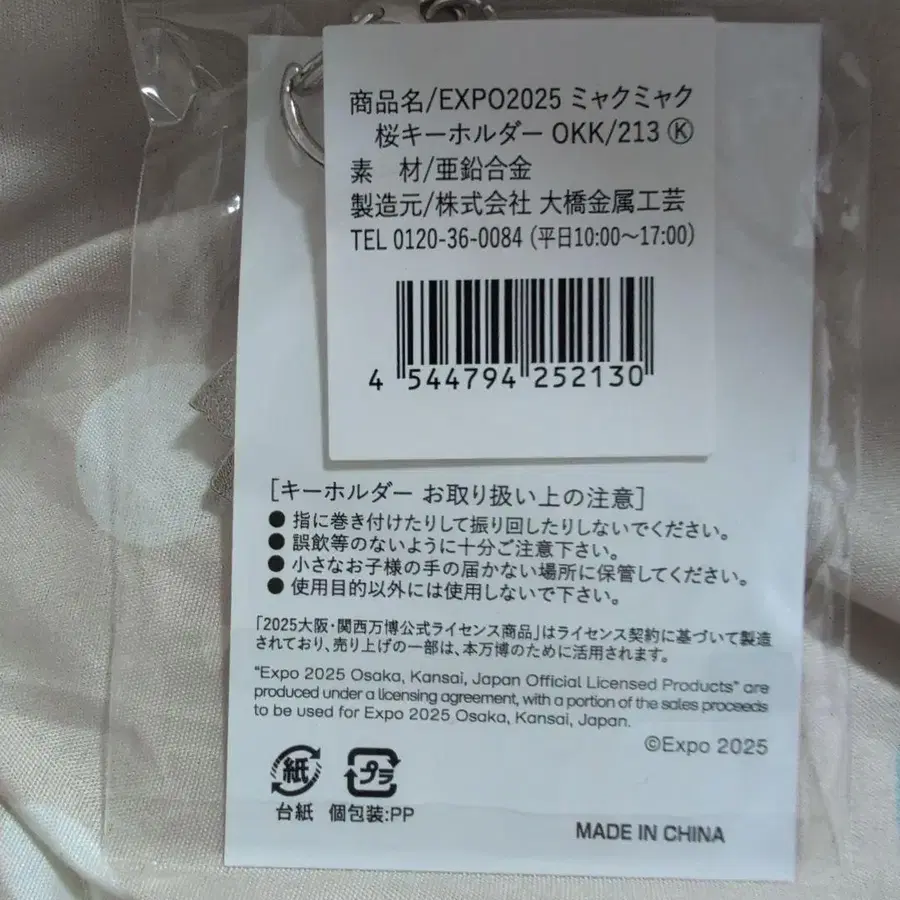 商品名/EXPO2025 ミャクミャク
桜キーホルダー OKK/213 Ⓚ
素　材/亜鉛合金
製造元/株式会社 大橋金属工芸
TEL 0120-36-0084 (平日10:00〜17:00)
4 544794 252130
[キーホルダー お取り扱い上の注意]
● 指に巻き付けたりして振り回したりしないでください。
● 誤飲等のないように十分ご注意下さい。
● 小さなお子様の手の届かない場所に保管してください。
● 使用目的以外には使用しないで下さい。
「2025大阪・関西万博公式ライセンス商品」はライセンス契約に基づいて製造
されており、売り上げの一部は、本万博のために活用されます。
“Expo 2025 Osaka, Kansai, Japan Official Licensed Products” are
produced under a licensing agreement, with a portion of the sales proceeds
to be used for Expo 2025 Osaka, Kansai, Japan.
©Expo 2025
紙 プラ
台紙 個包装:PP
MADE IN CHINA